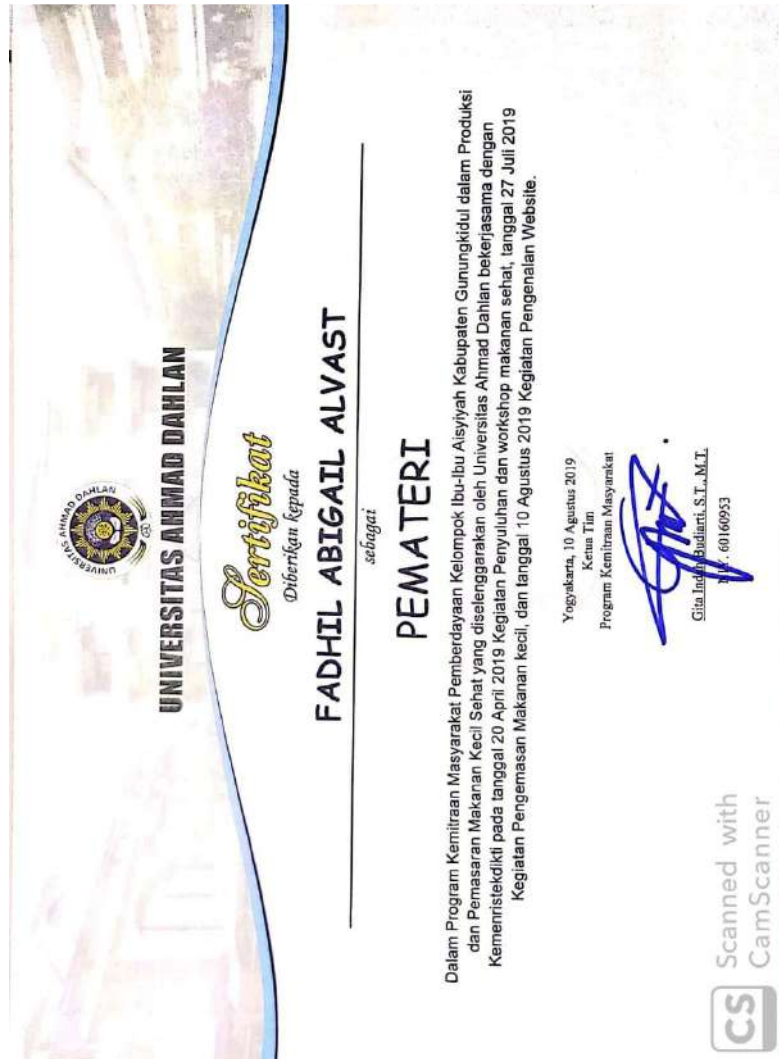 UNIVERSITAS AHMAD DAHLAN
UNIVERSITAS AHMAD DAHLAN
Sertifikat
Diberikan kepada
FADHIL ABIGAIL ALVAST
sebagai
PEMATERI
Dalam Program Kemitraan Masyarakat Pemberdayaan Kelompok Ibu-Ibu Aisyiyah Kabupaten Gunungkidul dalam Produksi
dan Pemasaran Makanan Kecil Sehat yang diselenggarakan oleh Universitas Ahmad Dahlan bekerjasama dengan
Kemenristekdikti pada tanggal 20 April 2019 Kegiatan Penyuluhan dan workshop makanan sehat, tanggal 27 Juli 2019
Kegiatan Pengemasan Makanan kecil, dan tanggal 10 Agustus 2019 Kegiatan Pengenalan Website.
Yogyakarta, 10 Agustus 2019
Ketua Tim
Program Kemitraan Masyarakat
Gita Indah Budiarti, S.T., M.T.
60160953
CS Scanned with
CamScanner